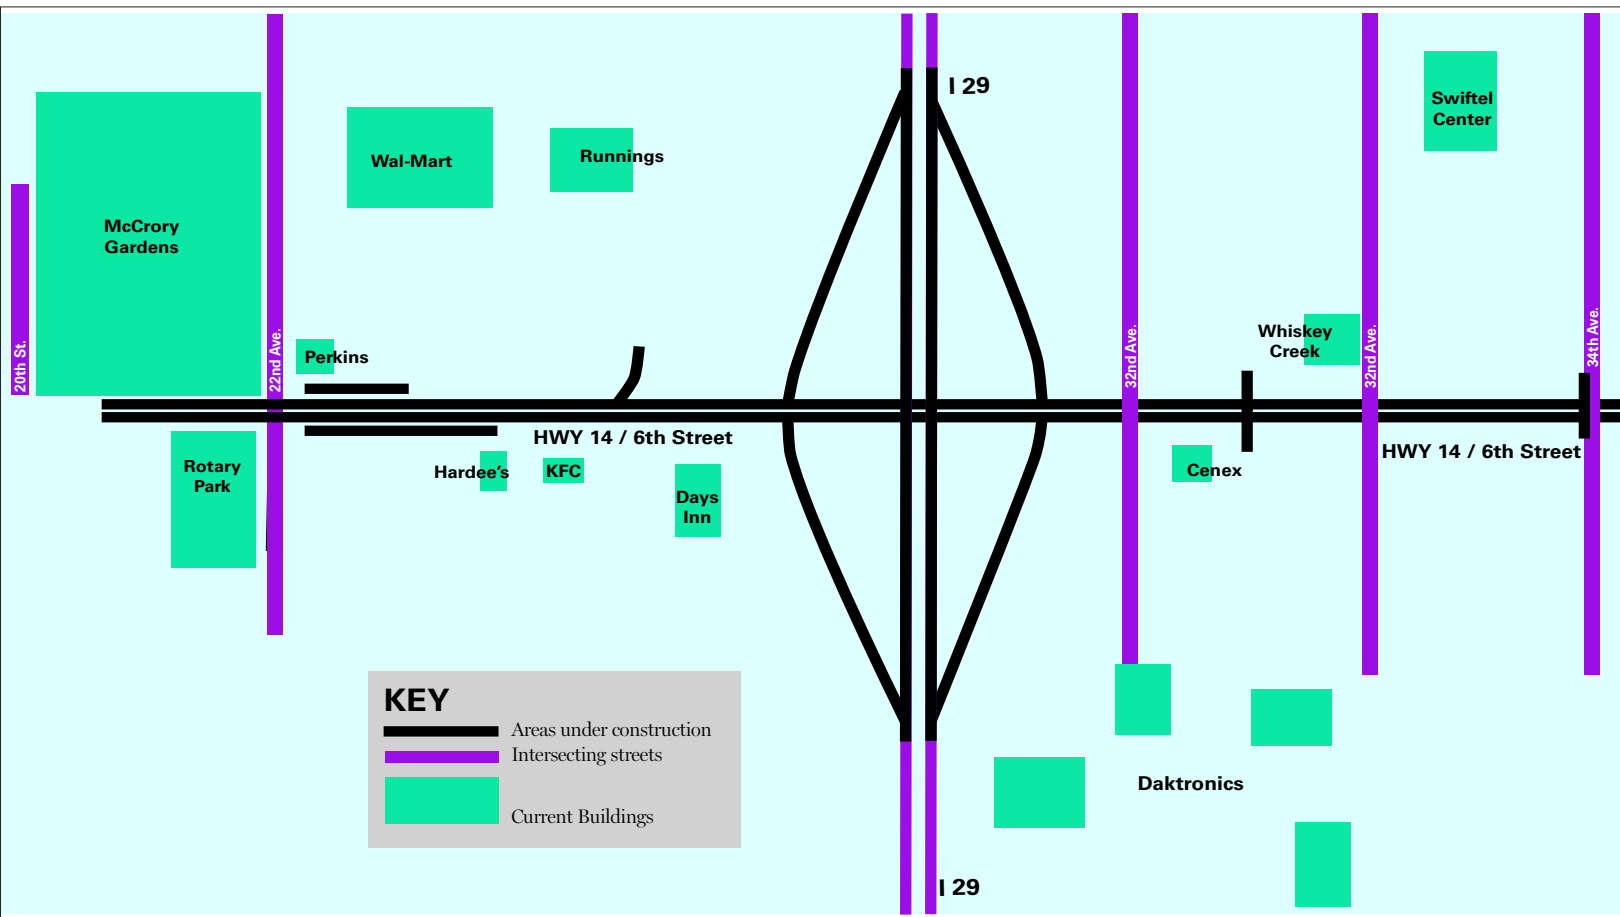 I 29
Swiftel
Center
Wal-Mart
Runnings
McCrory
Gardens
20th St.
22nd Ave.
Perkins
32nd Ave.
Whiskey
Creek
32nd Ave.
34th Ave.
HWY 14 / 6th Street
HWY 14 / 6th Street
Rotary
Park
Hardee's
KFC
Days
Inn
Cenex
KEY
Areas under construction
Intersecting streets
Current Buildings
Daktronics
I 29